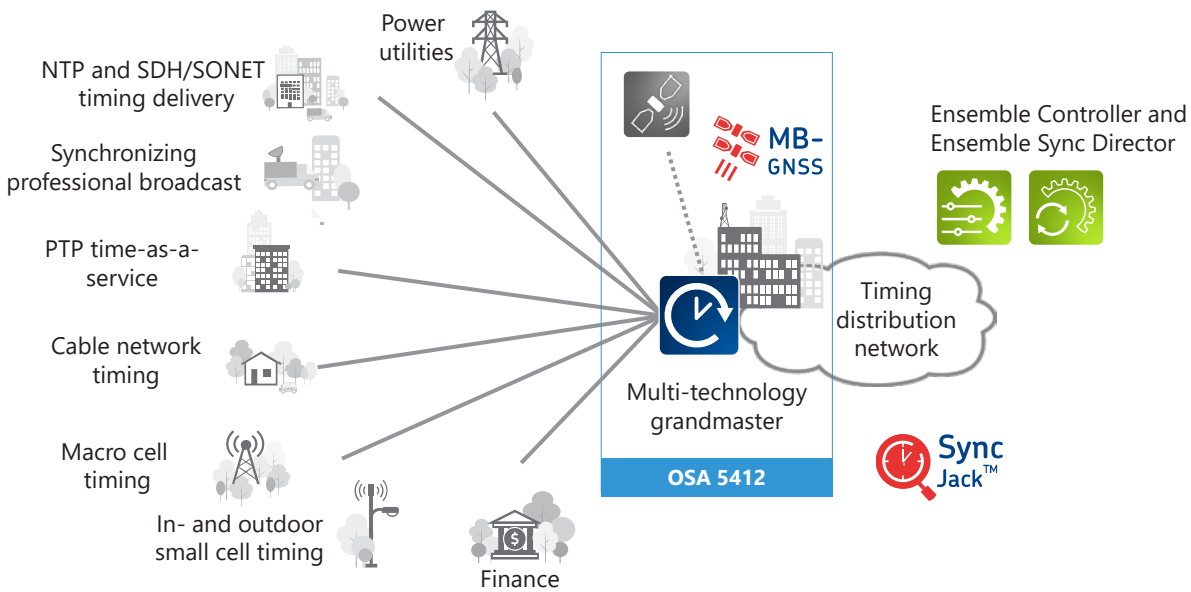 Power
utilities
NTP and SDH/SONET
timing delivery
Synchronizing
professional broadcast
PTP time-as-a-
service
Cable network
timing
Macro cell
timing
In- and outdoor
small cell timing
$
Finance
MB-
GNSS
Multi-technology
grandmaster
OSA 5412
Ensemble Controller and
Ensemble Sync Director
Timing
distribution
network
Sync
Jack™